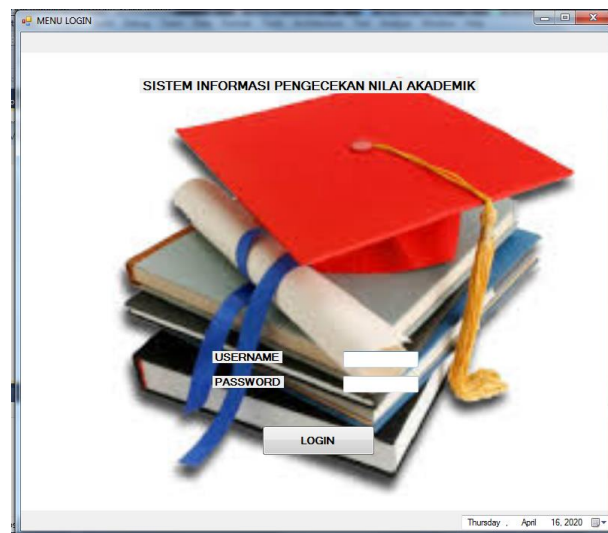 MENU LOGIN
SISTEM INFORMASI PENGECEKAN NILAI AKADEMIK
USERNAME
PASSWORD
LOGIN
Thursday , April 16, 2020